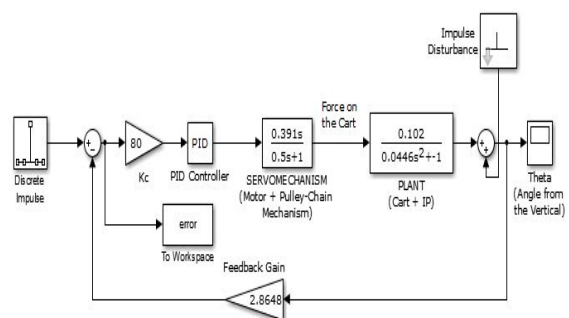 Impulse
Disturbance
Discrete
Impulse
80
Kc
PID
PID Controller
0.391s
0.5s+1
SERVOMECHANISM
(Motor + Pulley-Chain
Mechanism)
Force on
the Cart
0.102
0.0446s2+-1
PLANT
(Cart + IP)
Theta
(Angle from
the Vertical)
error
To Workspace
Feedback Gain
2.8648